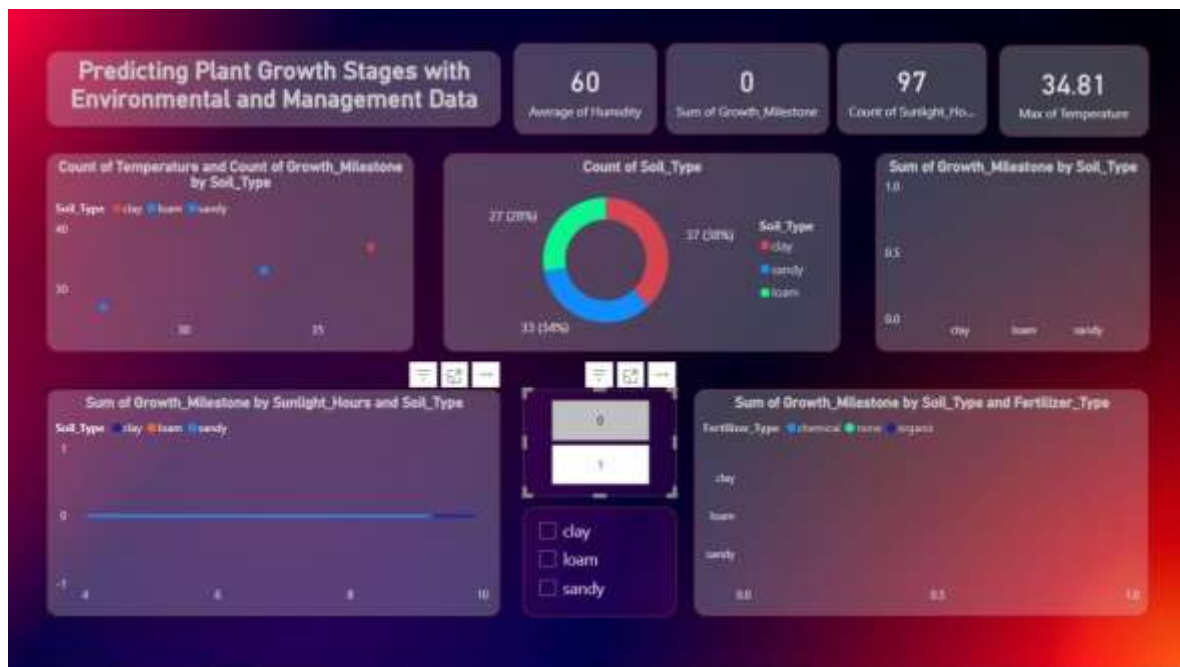 Predicting Plant Growth Stages with
Environmental and Management Data
60
Average of Humidity
0
Sum of Growth_Milestone
97
Count of Sunlight_Ho...
34.81
Max of Temperature
Count of Temperature and Count of Growth_Milestone
by Soil_Type
Soil_Type clay loam sandy
40
30
30
35
Count of Soil_Type
27 (28%)
37 (38%)
33 (34%)
Soil_Type
clay
sandy
loam
Sum of Growth_Milestone by Soil_Type
1.0
0.5
0.0
clay loam sandy
Sum of Growth_Milestone by Sunlight_Hours and Soil_Type
Soil_Type clay loam sandy
1
0
-1
4 6 8 10
0
1
clay
loam
sandy
Sum of Growth_Milestone by Soil_Type and Fertilizer_Type
Fertilizer_Type chemical none organic
clay
loam
sandy
0.0 0.5 1.0